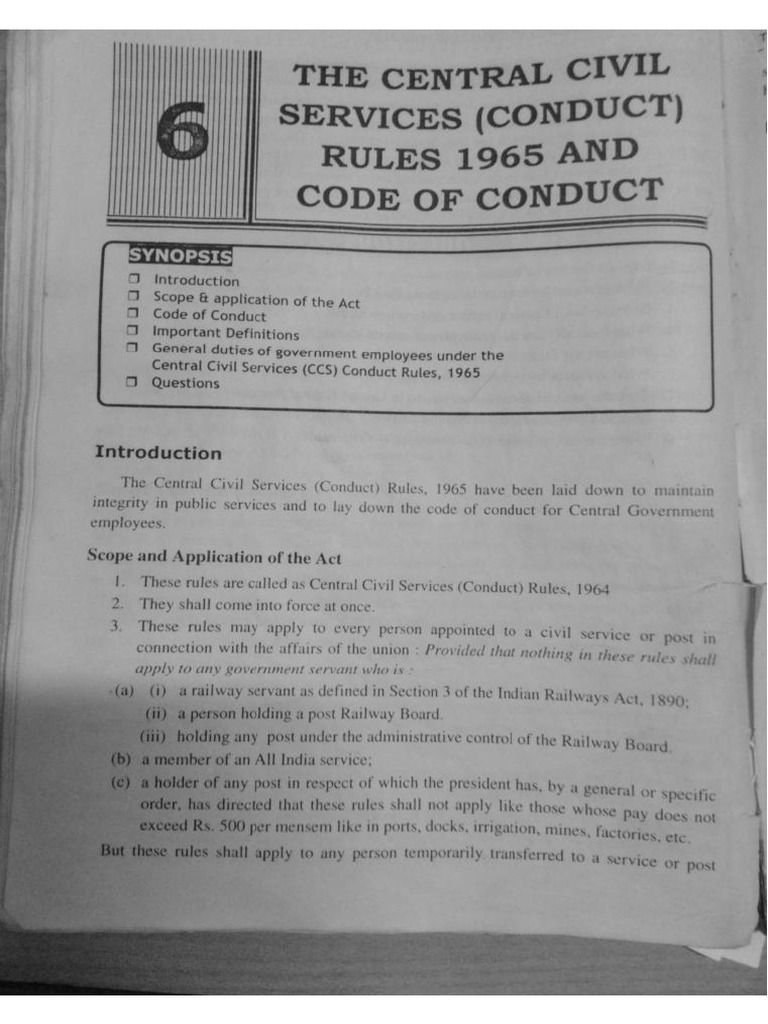 6
THE CENTRAL CIVIL
SERVICES (CONDUCT)
RULES 1965 AND
CODE OF CONDUCT
SYNOPSIS
❒ Introduction
❒ Scope & application of the Act
❒ Code of Conduct
❒ Important Definitions
❒ General duties of government employees under the
Central Civil Services (CCS) Conduct Rules, 1965
❒ Questions
Introduction
The Central Civil Services (Conduct) Rules, 1965 have been laid down to maintain
integrity in public services and to lay down the code of conduct for Central Government
employees.
Scope and Application of the Act
1. These rules are called as Central Civil Services (Conduct) Rules, 1964
2. They shall come into force at once.
3. These rules may apply to every person appointed to a civil service or post in
connection with the affairs of the union : Provided that nothing in these rules shall
apply to any government servant who is :
(a) (i) a railway servant as defined in Section 3 of the Indian Railways Act, 1890;
(ii) a person holding a post Railway Board.
(iii) holding any post under the administrative control of the Railway Board.
(b) a member of an All India service;
(c) a holder of any post in respect of which the president has, by a general or specific
order, has directed that these rules shall not apply like those whose pay does not
exceed Rs. 500 per mensem like in ports, docks, irrigation, mines, factories, etc.
But these rules shall apply to any person temporarily transferred to a service or post